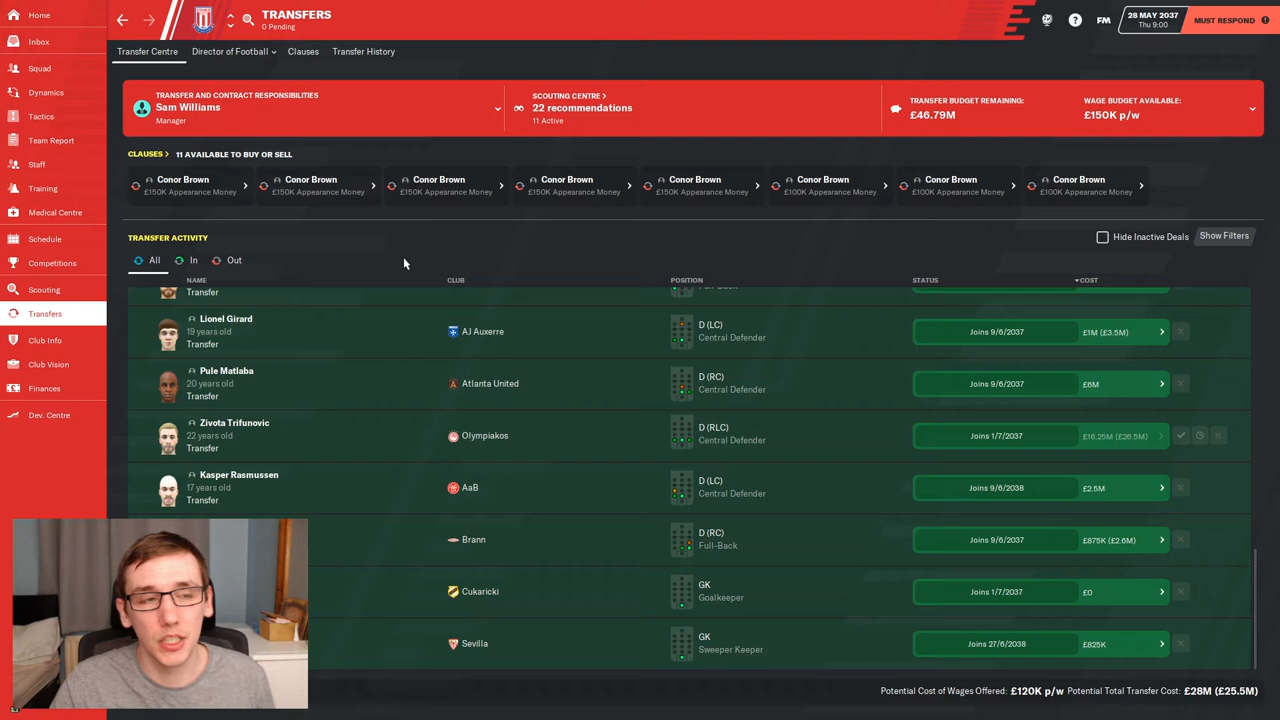 Home
Inbox
Squad
Dynamics
Tactics
Team Report
Staff
Training
Medical Centre
Schedule
Competitions
Scouting
Transfers
Club Info
Club Vision
Finances
Dev. Centre
TRANSFERS
0 Pending
FM
28 MAY 2037
Thu 9:00
MUST RESPOND
Transfer Centre
Director of Football
Clauses
Transfer History
TRANSFER AND CONTRACT RESPONSIBILITIES
Sam Williams
Manager
SCOUTING CENTRE >
22 recommendations
11 Active
TRANSFER BUDGET REMAINING:
£46.79M
WAGE BUDGET AVAILABLE:
£150K p/w
CLAUSES > 11 AVAILABLE TO BUY OR SELL
Conor Brown
£150K Appearance Money
Conor Brown
£150K Appearance Money
Conor Brown
£150K Appearance Money
Conor Brown
£150K Appearance Money
Conor Brown
£150K Appearance Money
Conor Brown
£100K Appearance Money
Conor Brown
£100K Appearance Money
Conor Brown
£100K Appearance Money
TRANSFER ACTIVITY
Hide Inactive Deals
Show Filters
All
In
Out
NAME CLUB POSITION STATUS COST
Transfer
Lionel Girard
19 years old
Transfer
AJ Auxerre
D (LC)
Central Defender
Joins 9/6/2037
£1M (£3.5M)
Pule Matlaba
20 years old
Transfer
Atlanta United
D (RC)
Central Defender
Joins 9/6/2037
£6M
Zivota Trifunovic
22 years old
Transfer
Olympiakos
D (RLC)
Central Defender
Joins 1/7/2037
£16.25M (£26.5M)
Kasper Rasmussen
17 years old
Transfer
AaB
D (LC)
Central Defender
Joins 9/6/2038
£2.5M
Brann
D (RC)
Full-Back
Joins 9/6/2037
£875K (£2.6M)
Cukaricki
GK
Goalkeeper
Joins 1/7/2037
£0
Sevilla
GK
Sweeper Keeper
Joins 27/6/2038
£825K
Potential Cost of Wages Offered: £120K p/w Potential Total Transfer Cost: £28M (£25.5M)